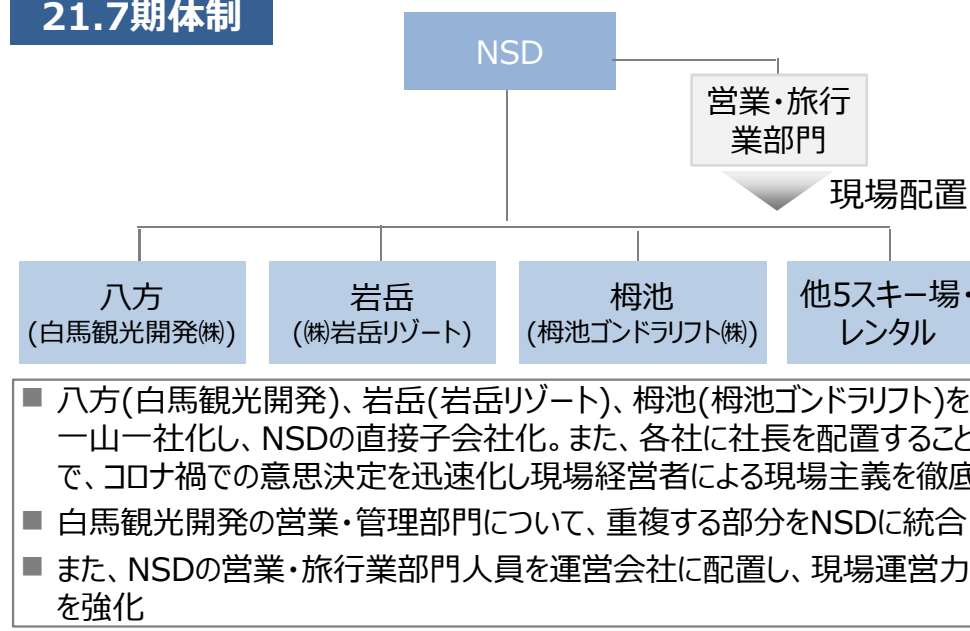 21.7期体制
NSD
営業・旅行
業部門
現場配置
八方
(白馬観光開発㈱)
岩岳
(㈱岩岳リゾート)
栂池
(栂池ゴンドラリフト㈱)
他5スキー場・
レンタル
■ 八方(白馬観光開発)、岩岳(岩岳リゾート)、栂池(栂池ゴンドラリフト)を
一山一社化し、NSDの直接子会社化。また、各社に社長を配置すること
で、コロナ禍での意思決定を迅速化し現場経営者による現場主義を徹底
■ 白馬観光開発の営業・管理部門について、重複する部分をNSDに統合
■ また、NSDの営業・旅行業部門人員を運営会社に配置し、現場運営力
を強化